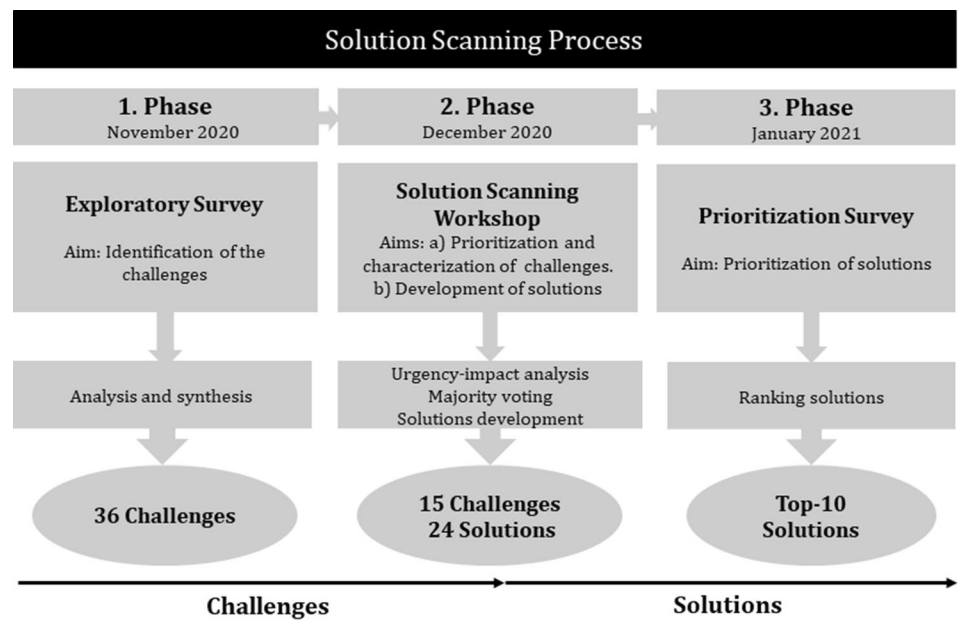 Solution Scanning Process
1. Phase
November 2020
2. Phase
December 2020
3. Phase
January 2021
Exploratory Survey
Aim: Identification of the
challenges
Solution Scanning
Workshop
Aims: a) Prioritization and
characterization of challenges.
b) Development of solutions
Prioritization Survey
Aim: Prioritization of solutions
Analysis and synthesis
Urgency-impact analysis
Majority voting
Solutions development
Ranking solutions
36 Challenges
15 Challenges
24 Solutions
Top-10
Solutions
Challenges
Solutions